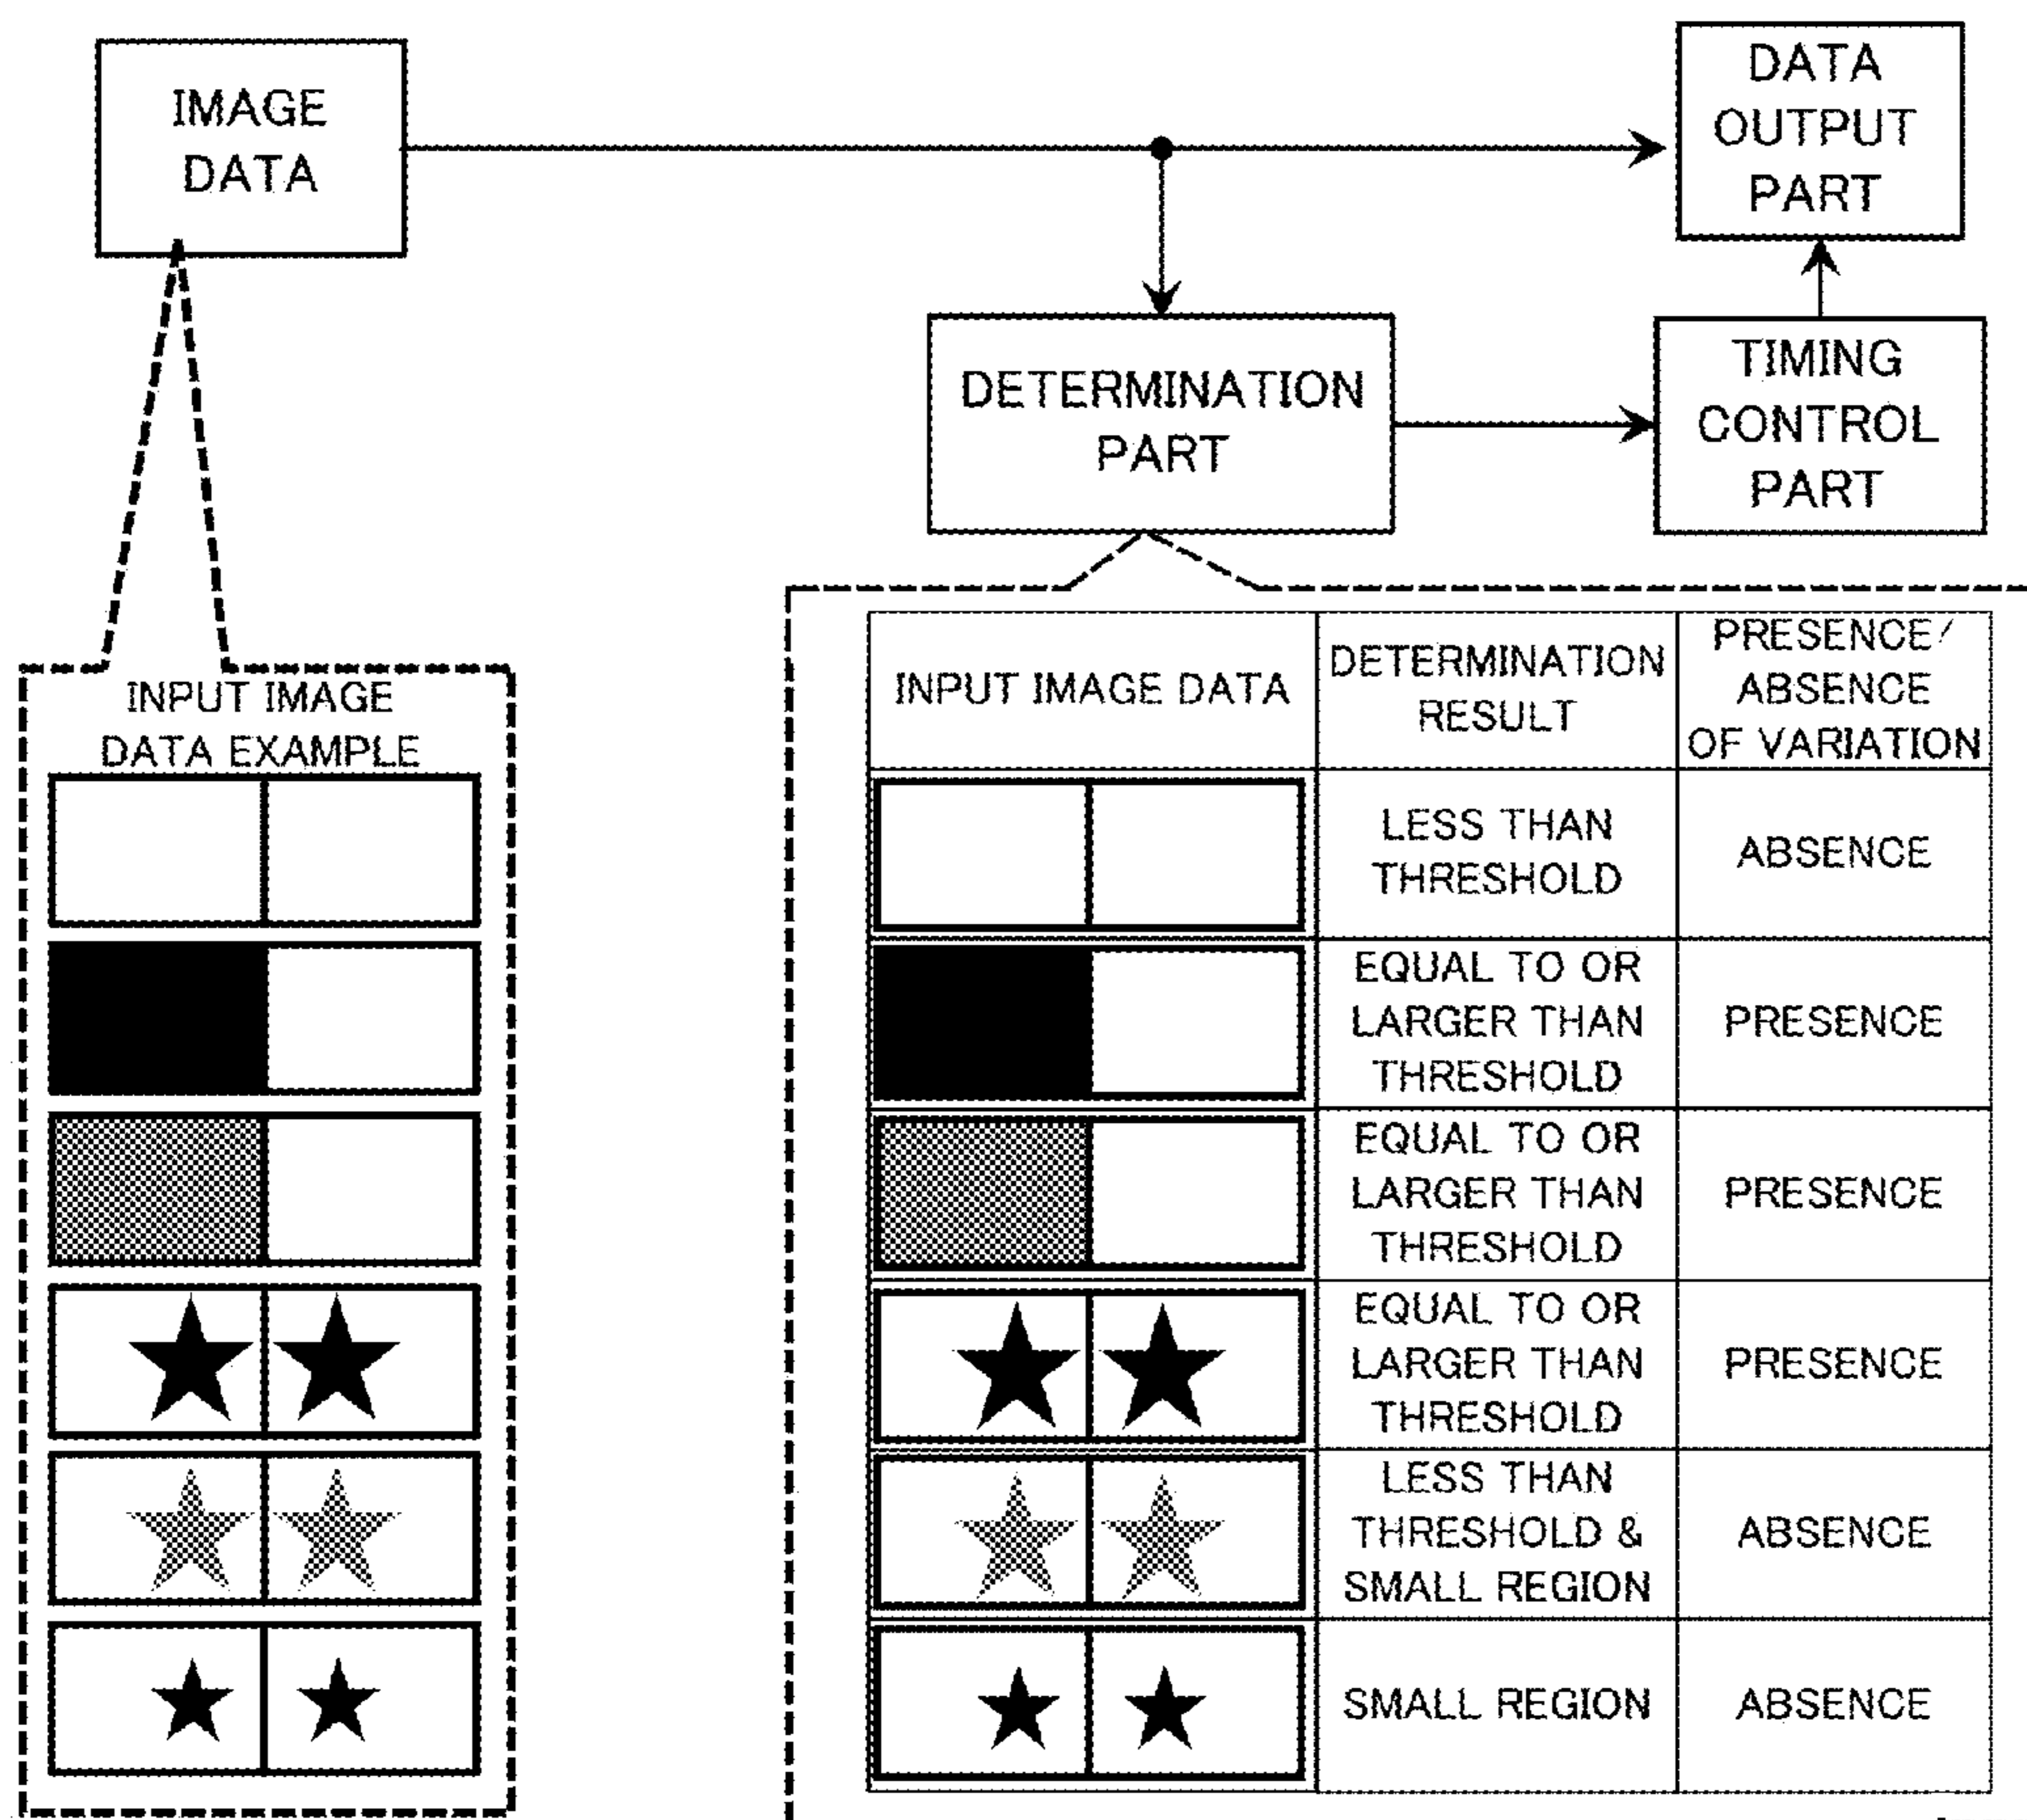 IMAGE
DATA
DATA
OUTPUT
PART
DETERMINATION
PART
TIMING
CONTROL
PART
INPUT IMAGE
DATA EXAMPLE
INPUT IMAGE DATA
DETERMINATION
RESULT
PRESENCE/
ABSENCE
OF VARIATION
LESS THAN
THRESHOLD
ABSENCE
EQUAL TO OR
LARGER THAN
THRESHOLD
PRESENCE
EQUAL TO OR
LARGER THAN
THRESHOLD
PRESENCE
EQUAL TO OR
LARGER THAN
THRESHOLD
PRESENCE
LESS THAN
THRESHOLD &
SMALL REGION
ABSENCE
SMALL REGION
ABSENCE